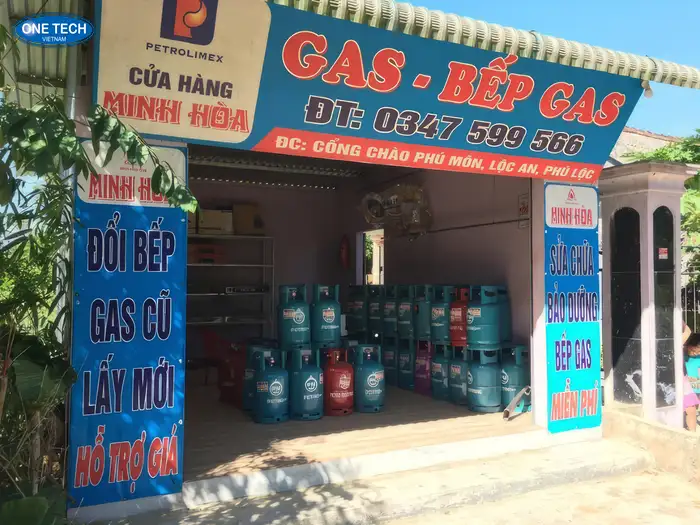 ONE TECH
VIETNAM
PETROLIMEX
CỬA HÀNG
MINH HÒA
GAS - BẾP GAS
ĐT: 0347 599 566
ĐC: CỔNG CHÀO PHÚ MÔN, LỘC AN, PHÚ LỘC
MINH HÒA
ĐỔI BẾP
GAS CŨ
LẤY MỚI
HỖ TRỢ GIÁ
MINH HÒA
SỬA CHỮA
BẢO DƯỠNG
BẾP GAS
MIỄN PHÍ